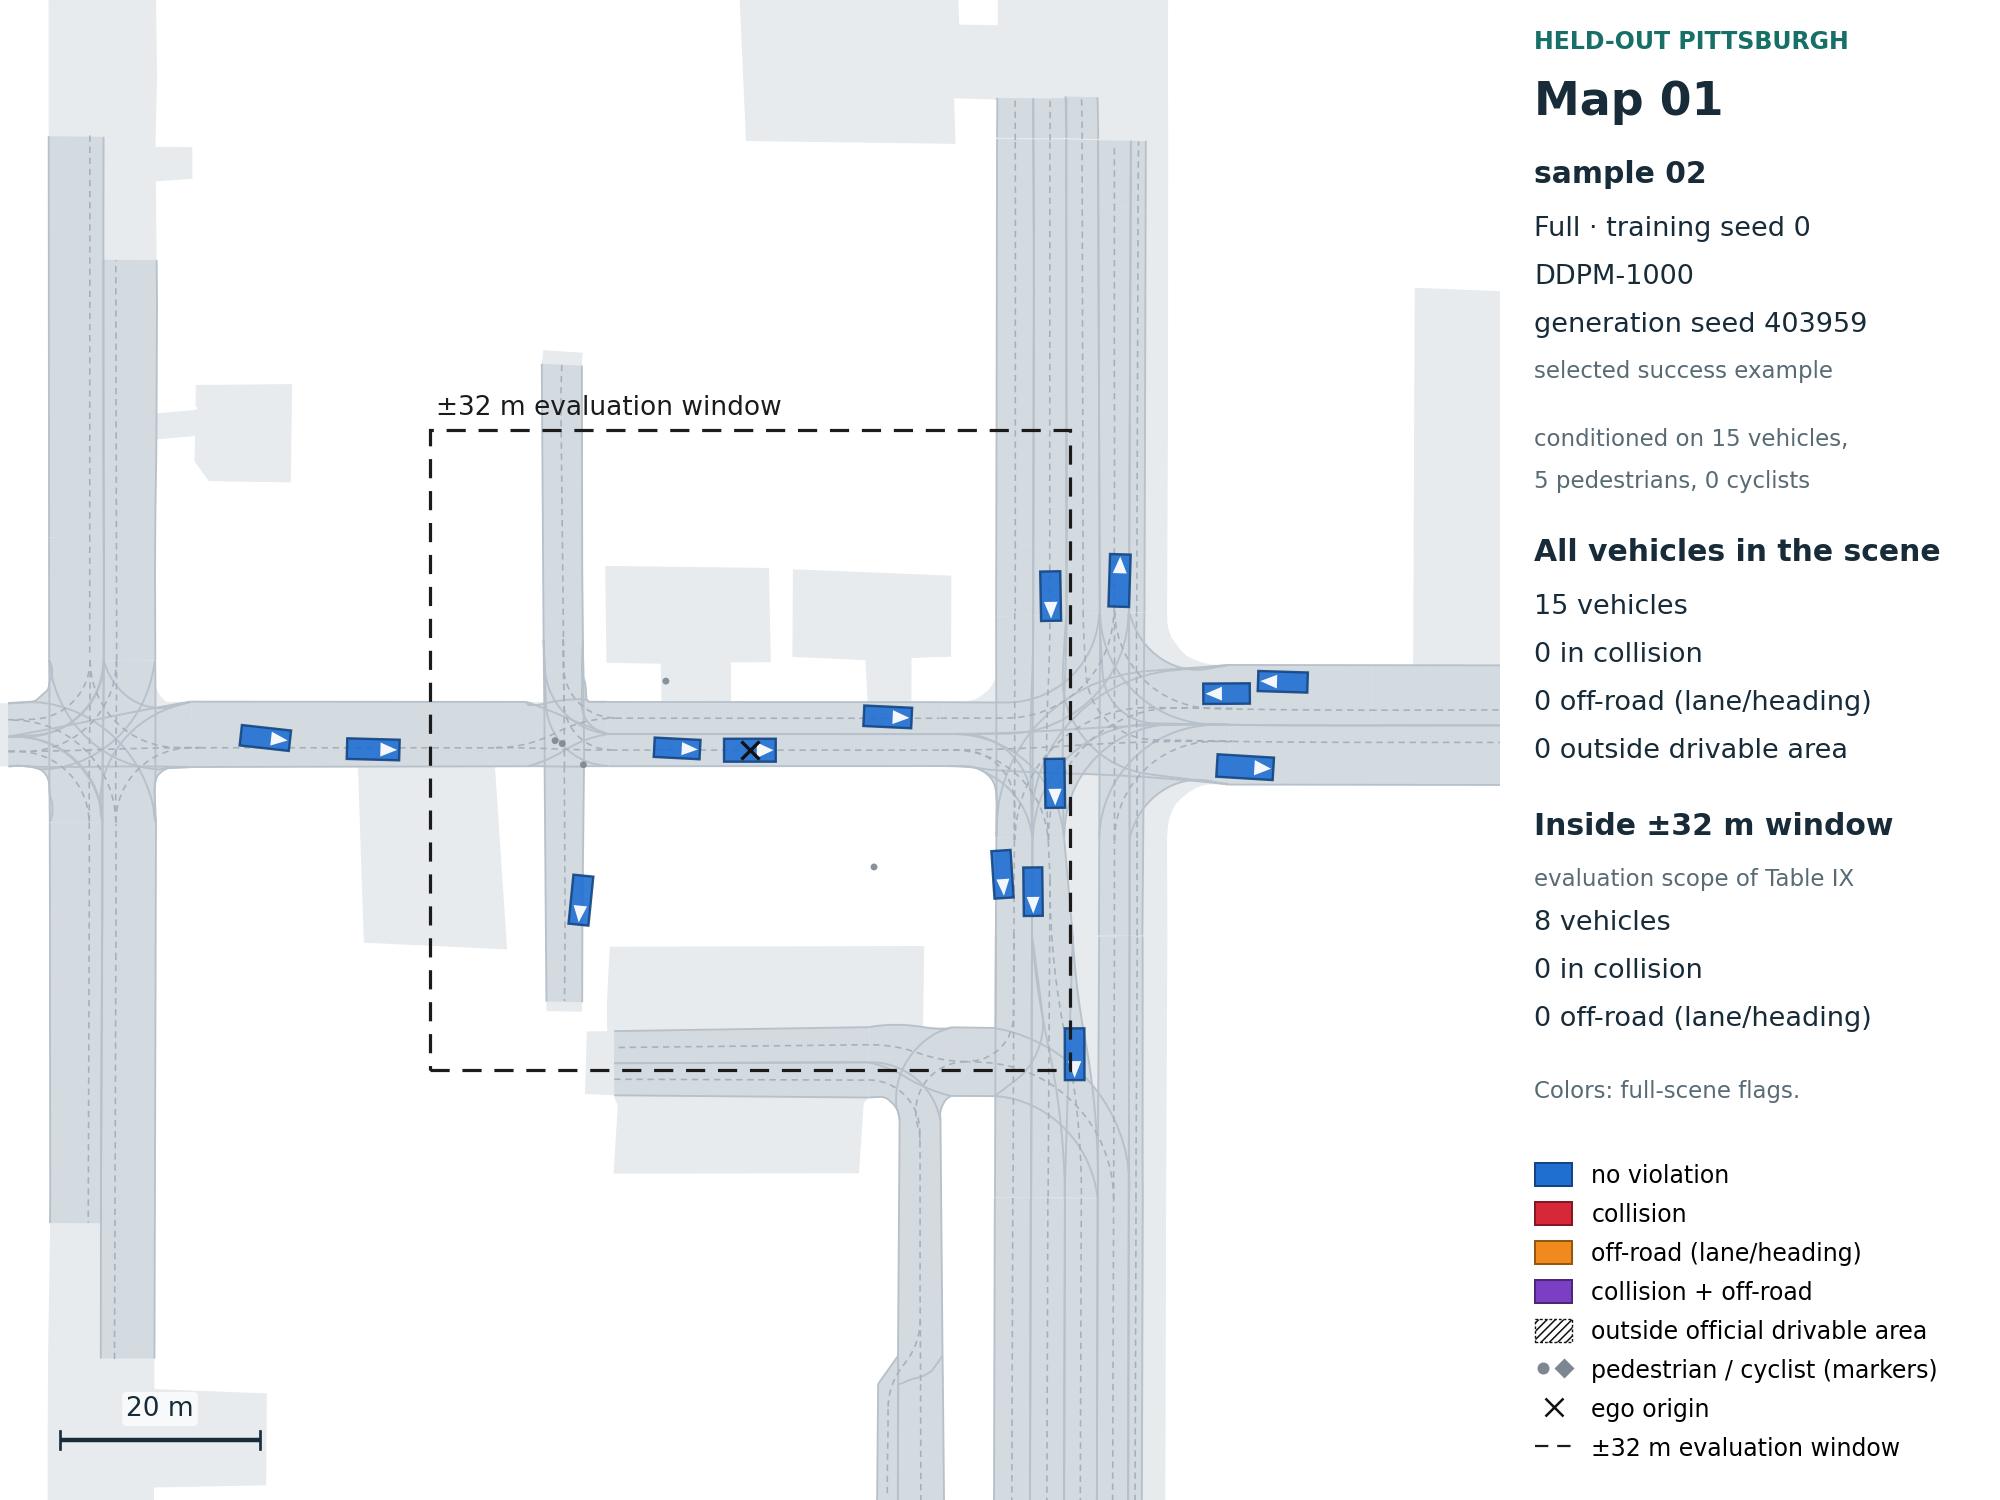 HELD-OUT PITTSBURGH
Map 01
sample 02
Full · training seed 0
DDPM-1000
generation seed 403959
selected success example
conditioned on 15 vehicles,
5 pedestrians, 0 cyclists
All vehicles in the scene
15 vehicles
0 in collision
0 off-road (lane/heading)
0 outside drivable area
Inside ±32 m window
evaluation scope of Table IX
8 vehicles
0 in collision
0 off-road (lane/heading)
Colors: full-scene flags.
no violation
collision
off-road (lane/heading)
collision + off-road
outside official drivable area
pedestrian / cyclist (markers)
ego origin
±32 m evaluation window
±32 m evaluation window
20 m